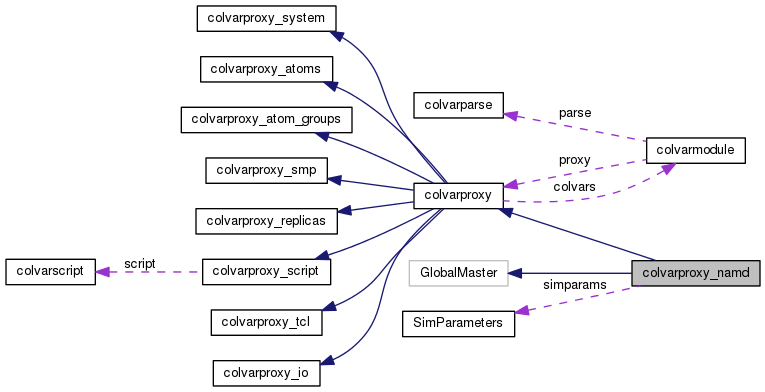 colvarproxy_system
colvarproxy_atoms
colvarparse
parse
colvarproxy_atom_groups
colvarmodule
proxy
colvarproxy_smp
colvars
colvarproxy
colvarproxy_replicas
script
colvarscript
colvarproxy_script
GlobalMaster
colvarproxy_namd
simparams
colvarproxy_tcl
SimParameters
colvarproxy_io